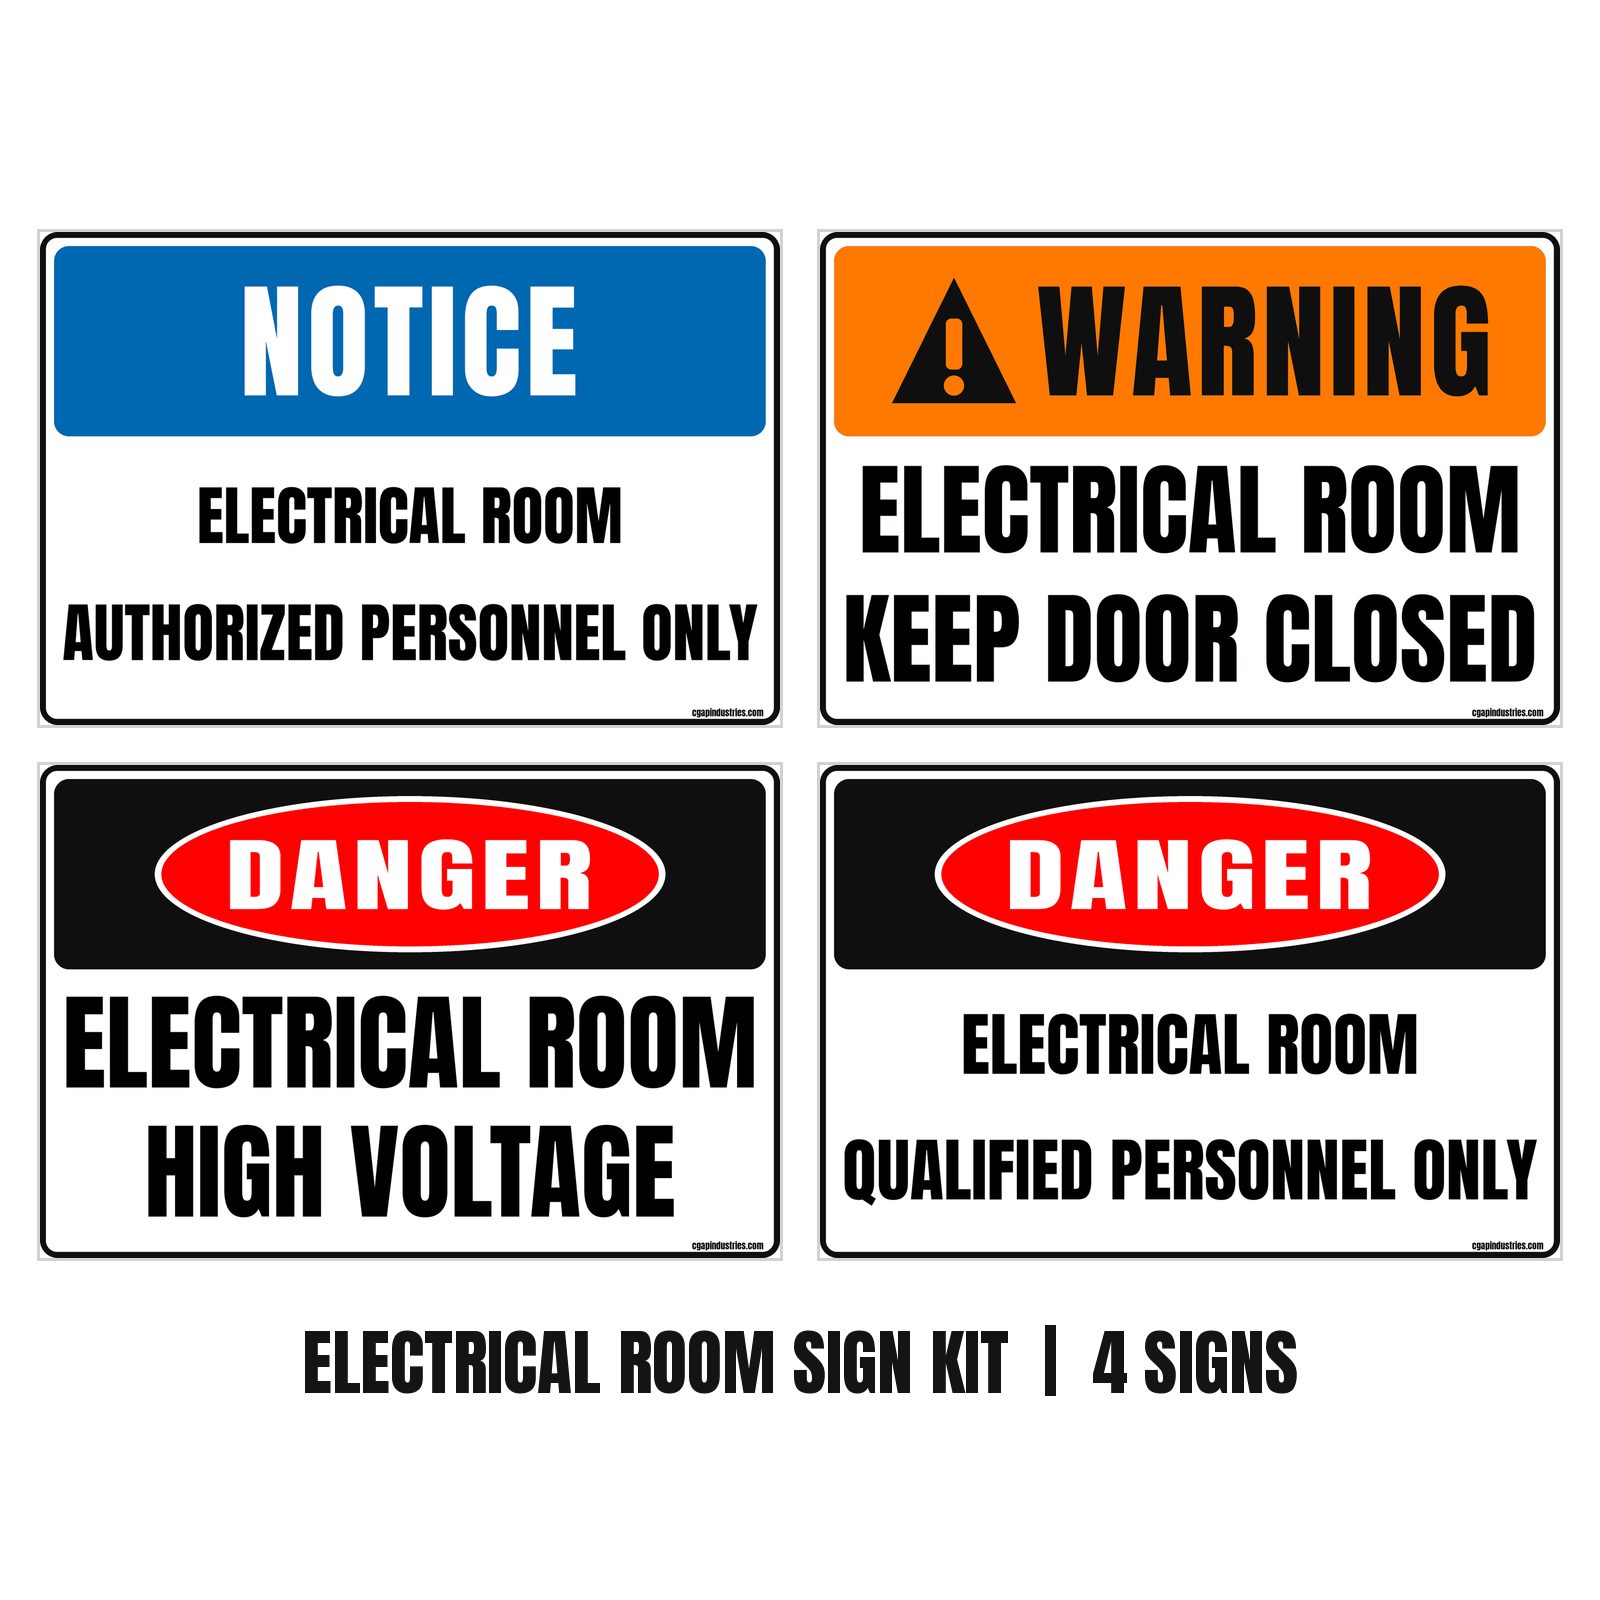 NOTICE
ELECTRICAL ROOM
AUTHORIZED PERSONNEL ONLY
cgapindustries.com
WARNING
ELECTRICAL ROOM
KEEP DOOR CLOSED
cgapindustries.com
DANGER
ELECTRICAL ROOM
HIGH VOLTAGE
cgapindustries.com
DANGER
ELECTRICAL ROOM
QUALIFIED PERSONNEL ONLY
cgapindustries.com
ELECTRICAL ROOM SIGN KIT | 4 SIGNS